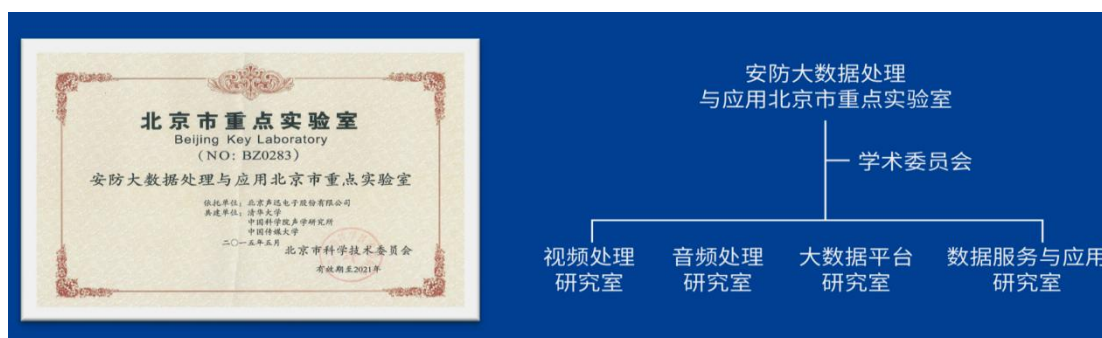 北京市重点实验室
Beijing Key Laboratory
(NO: BZ0283)
安防大数据处理与应用北京市重点实验室
依托单位：北京声迅电子股份有限公司
共建单位：清华大学
中国科学院声学研究所
中国传媒大学
二〇一五年五月
北京市科学技术委员会
有效期至2021年
安防大数据处理
与应用北京市重点实验室
学术委员会
视频处理
研究室
音频处理
研究室
大数据平台
研究室
数据服务与应用
研究室